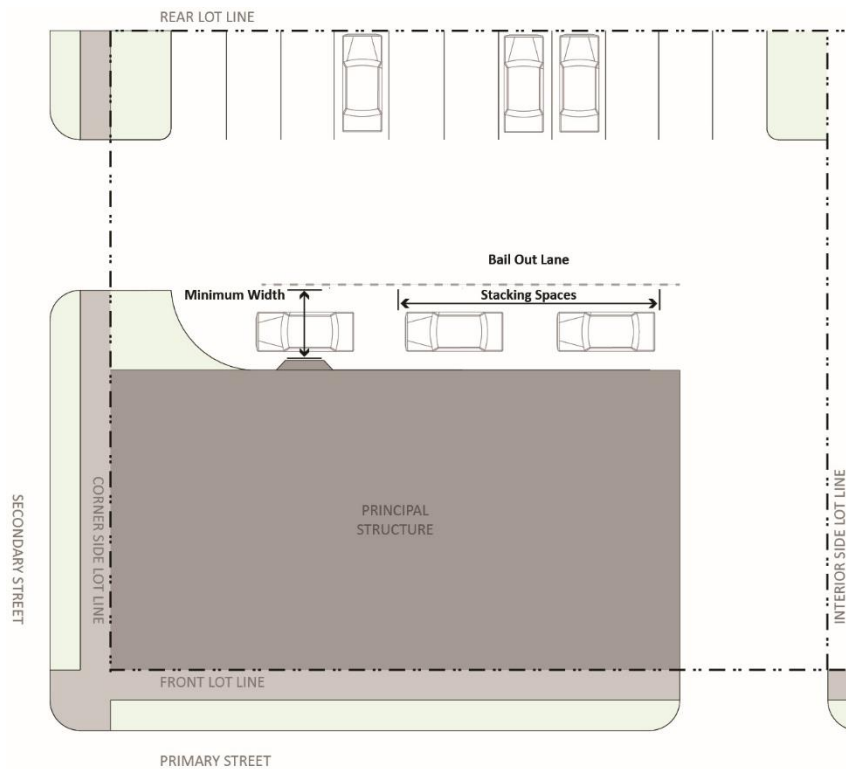 REAR LOT LINE
Bail Out Lane
Minimum Width
Stacking Spaces
SECONDARY STREET
CORNER SIDE LOT LINE
PRINCIPAL
STRUCTURE
INTERIOR SIDE LOT LINE
FRONT LOT LINE
PRIMARY STREET